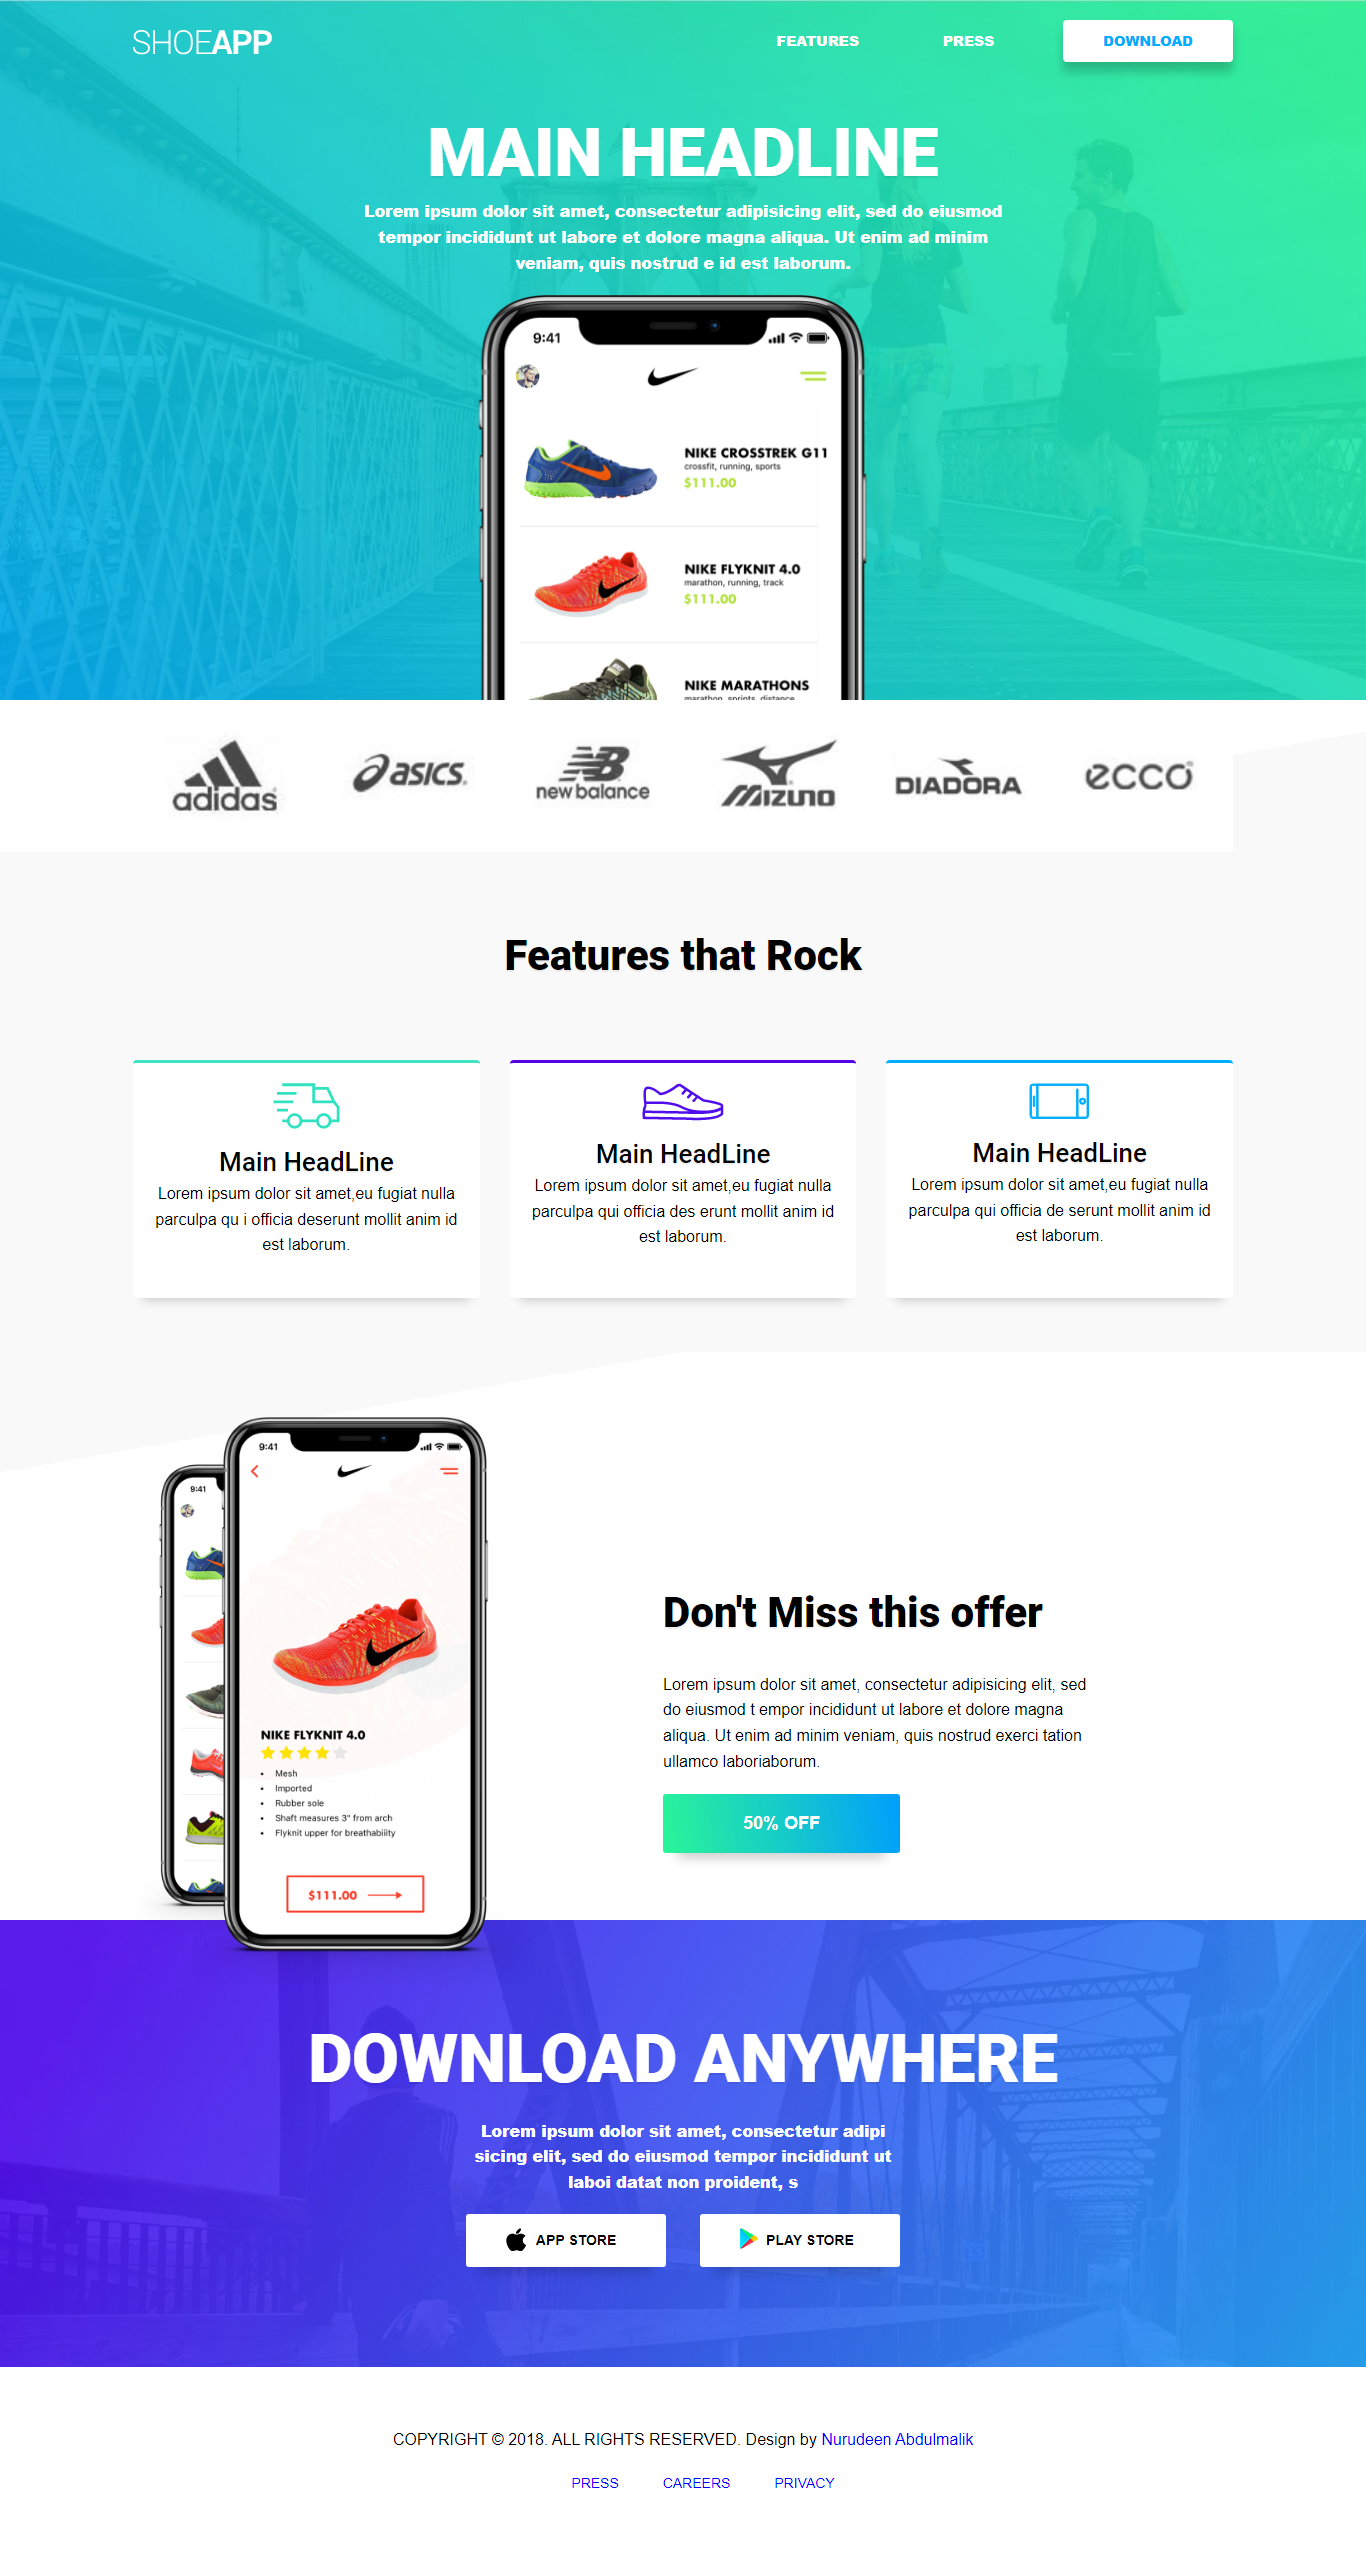 SHOEAPP
FEATURES
PRESS
DOWNLOAD
MAIN HEADLINE
Lorem ipsum dolor sit amet, consectetur adipisicing elit, sed do eiusmod
tempor incididunt ut labore et dolore magna aliqua. Ut enim ad minim
veniam, quis nostrud e id est laborum.
9:41
NIKE CROSSTREK G11
crossfit, running, sports
$111.00
NIKE FLYKNIT 4.0
marathon, running, track
$111.00
NIKE MARATHONS
marathon, sprints, distance
adidas
asics
NB
new balance
MIZUNO
DIADORA
ecco
Features that Rock
Main HeadLine
Lorem ipsum dolor sit amet,eu fugiat nulla
parculpa qu i officia deserunt mollit anim id
est laborum.
Main HeadLine
Lorem ipsum dolor sit amet,eu fugiat nulla
parculpa qui officia des erunt mollit anim id
est laborum.
Main HeadLine
Lorem ipsum dolor sit amet,eu fugiat nulla
parculpa qui officia de serunt mollit anim id
est laborum.
9:41
9:41
NIKE FLYKNIT 4.0
• Mesh
• Imported
• Rubber sole
• Shaft measures 3" from arch
• Flyknit upper for breathability
$111.00
Don't Miss this offer
Lorem ipsum dolor sit amet, consectetur adipisicing elit, sed
do eiusmod t empor incididunt ut labore et dolore magna
aliqua. Ut enim ad minim veniam, quis nostrud exerci tation
ullamco laboriaborum.
50% OFF
DOWNLOAD ANYWHERE
Lorem ipsum dolor sit amet, consectetur adipi
sicing elit, sed do eiusmod tempor incididunt ut
laboi datat non proident, s
APP STORE
PLAY STORE
COPYRIGHT © 2018. ALL RIGHTS RESERVED. Design by Nurudeen Abdulmalik
PRESS
CAREERS
PRIVACY